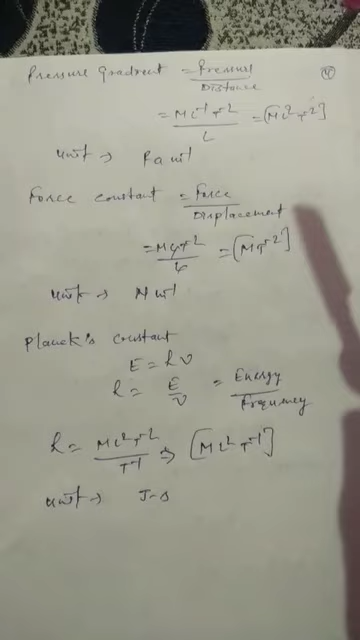 Pressure Gradient = Pressure / Distance
④
= ML⁻¹T⁻² / L = [ML⁻²T⁻²]
unit → Pa m⁻¹
Force constant = Force / Displacement
= MLT⁻² / L = [MT⁻²]
unit → N m⁻¹
Planck's constant
E = hν
h = E / ν = Energy / Frequency
h = ML²T⁻² / T⁻¹ ⇒ [ML²T⁻¹]
unit → J-s